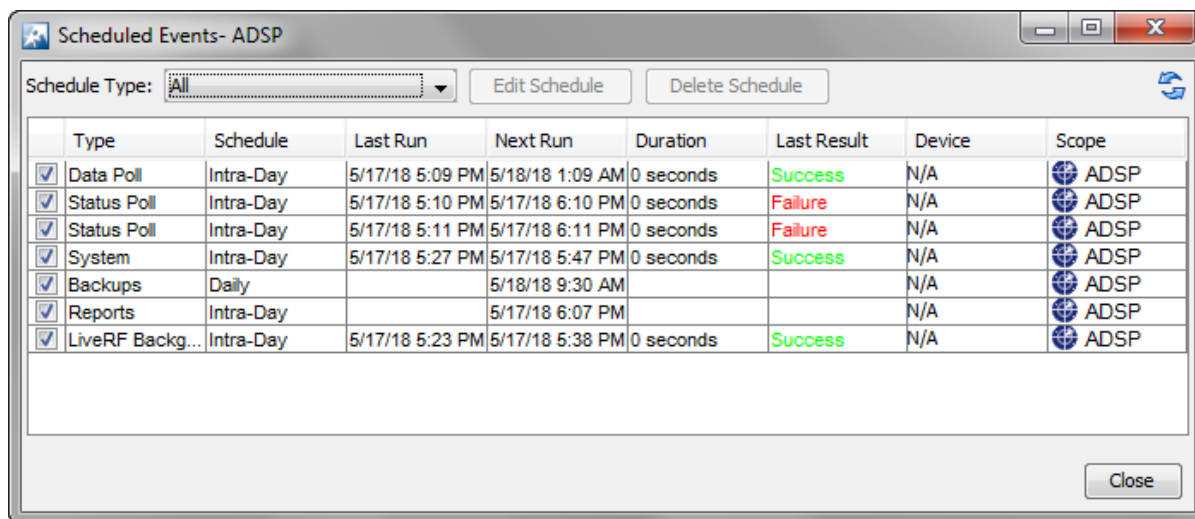 Scheduled Events- ADSP
Schedule Type: All Edit Schedule Delete Schedule
Type Schedule Last Run Next Run Duration Last Result Device Scope
Data Poll Intra-Day 5/17/18 5:09 PM 5/18/18 1:09 AM 0 seconds Success N/A ADSP
Status Poll Intra-Day 5/17/18 5:10 PM 5/17/18 6:10 PM 0 seconds Failure N/A ADSP
Status Poll Intra-Day 5/17/18 5:11 PM 5/17/18 6:11 PM 0 seconds Failure N/A ADSP
System Intra-Day 5/17/18 5:27 PM 5/17/18 5:47 PM 0 seconds Success N/A ADSP
Backups Daily 5/18/18 9:30 AM N/A ADSP
Reports Intra-Day 5/17/18 6:07 PM N/A ADSP
LiveRF Backg... Intra-Day 5/17/18 5:23 PM 5/17/18 5:38 PM 0 seconds Success N/A ADSP
Close